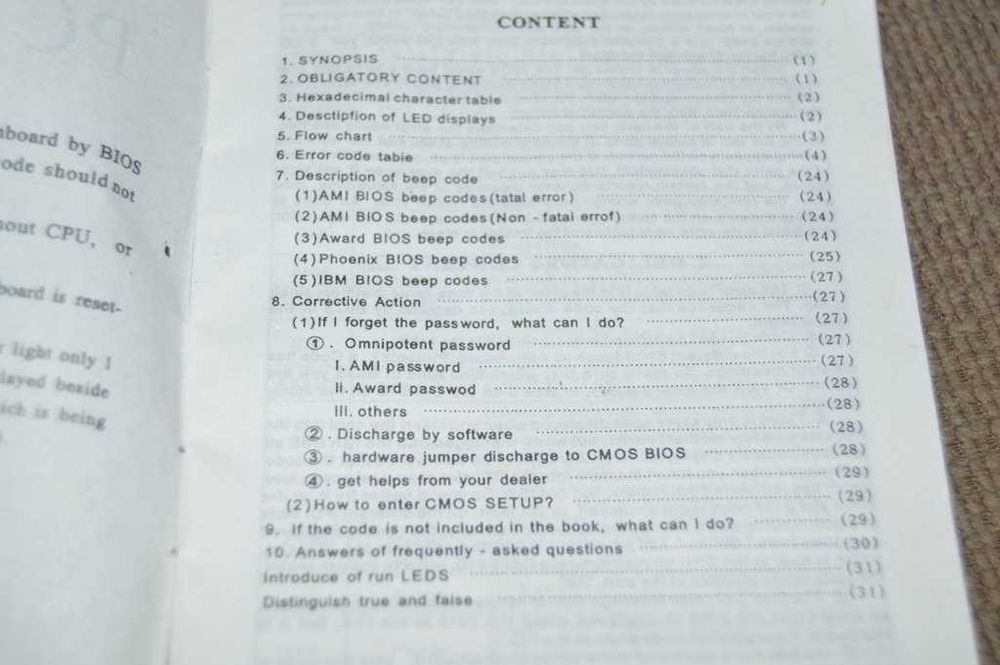 nboard by BIOS
ode should not
hout CPU, or
board is reset-
r light only 1
layed beside
ich is being
CONTENT
1. SYNOPSIS (1)
2. OBLIGATORY CONTENT (1)
3. Hexadecimal character table (2)
4. Desctipfion of LED displays (2)
5. Flow chart (3)
6. Error code tabie (4)
7. Description of beep code (24)
(1)AMI BIOS beep codes(tatal error) (24)
(2)AMI BIOS beep codes(Non - fatal errof) (24)
(3)Award BIOS beep codes (24)
(4)Phoenix BIOS beep codes (25)
(5)IBM BIOS beep codes (27)
8. Corrective Action (27)
(1)If I forget the password, what can I do? (27)
①. Omnipotent password (27)
I. AMI password (27)
II. Award passwod (28)
III. others (28)
②. Discharge by software (28)
③. hardware jumper discharge to CMOS BIOS (28)
④. get helps from your dealer (29)
(2)How to enter CMOS SETUP? (29)
9. If the code is not included in the book, what can I do? (29)
10. Answers of frequently - asked questions (30)
Introduce of run LEDS (31)
Distinguish true and faise (31)